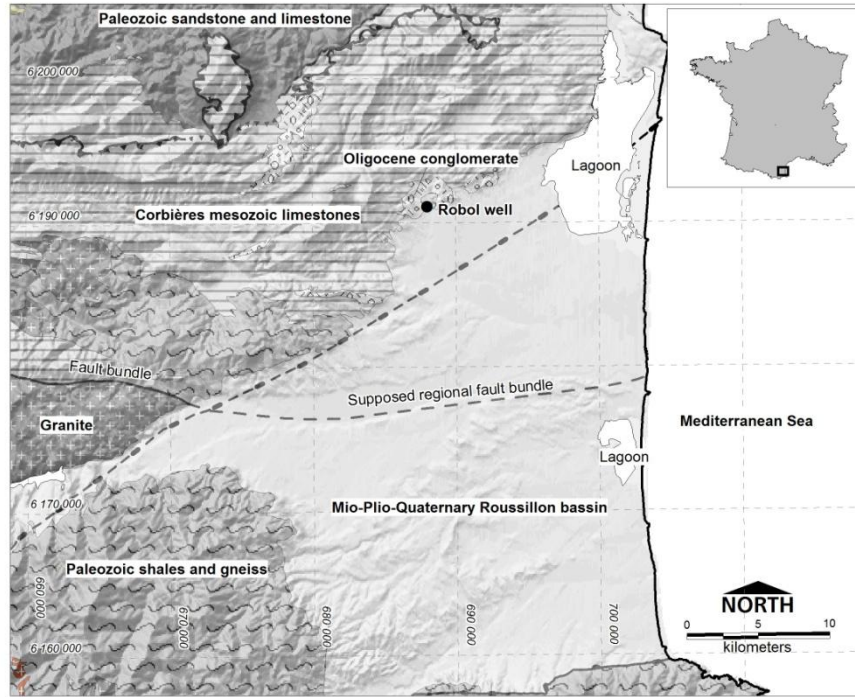 Paleozoic sandstone and limestone
6 200 000
Oligocene conglomerate
Lagoon
Robol well
Corbières mesozoic limestones
6 190 000
Fault bundle
Supposed regional fault bundle
Granite
Mediterranean Sea
Lagoon
6 170 000
Mio-Plio-Quaternary Roussillon bassin
Paleozoic shales and gneiss
660 000
670 000
680 000
690 000
700 000
NORTH
0 5 10
kilometers
6 160 000